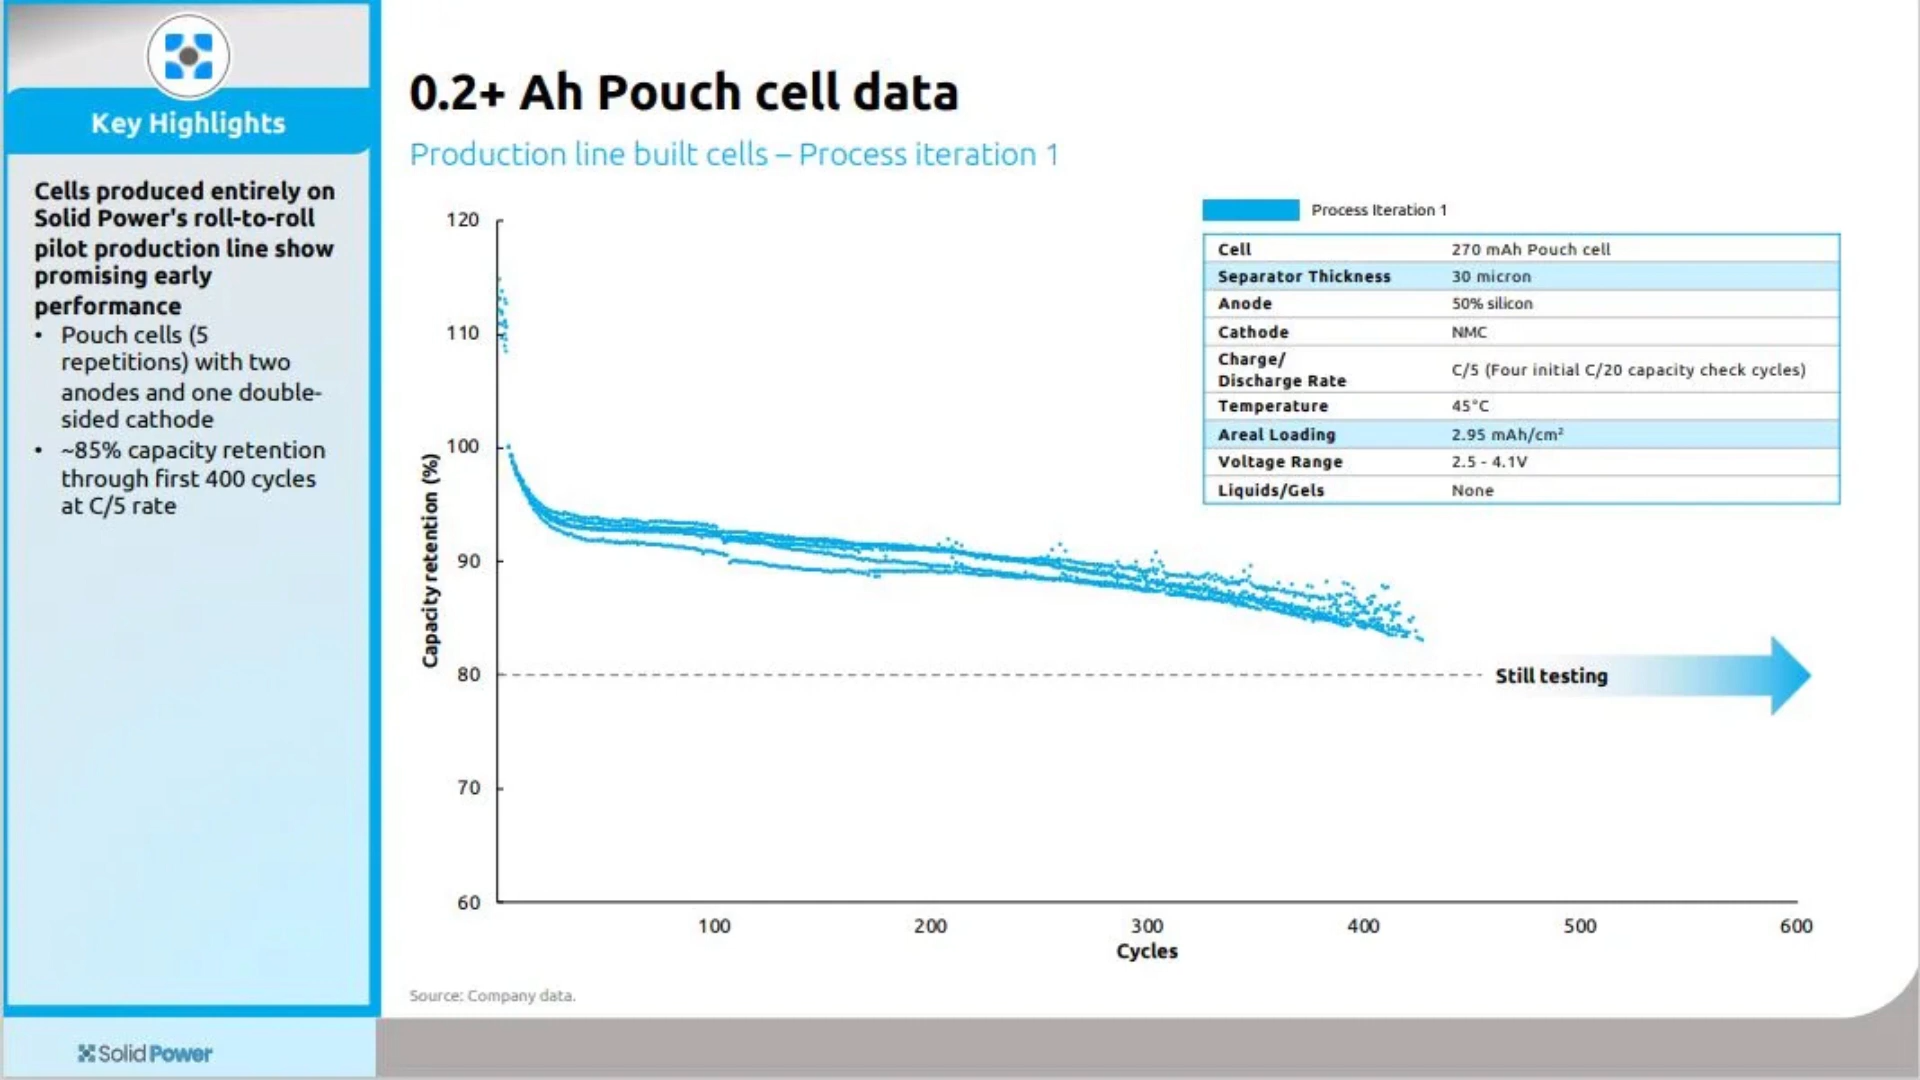 Key Highlights
Cells produced entirely on
Solid Power's roll-to-roll
pilot production line show
promising early
performance
• Pouch cells (5
repetitions) with two
anodes and one double-
sided cathode
• ~85% capacity retention
through first 400 cycles
at C/5 rate
Solid Power
0.2+ Ah Pouch cell data
Production line built cells – Process iteration 1
Process Iteration 1
Cell 270 mAh Pouch cell
Separator Thickness 30 micron
Anode 50% silicon
Cathode NMC
Charge/
Discharge Rate C/5 (Four initial C/20 capacity check cycles)
Temperature 45°C
Areal Loading 2.95 mAh/cm²
Voltage Range 2.5 - 4.1V
Liquids/Gels None
Capacity retention (%)
120
110
100
90
80
70
60
Still testing
100 200 300 400 500 600
Cycles
Source: Company data.